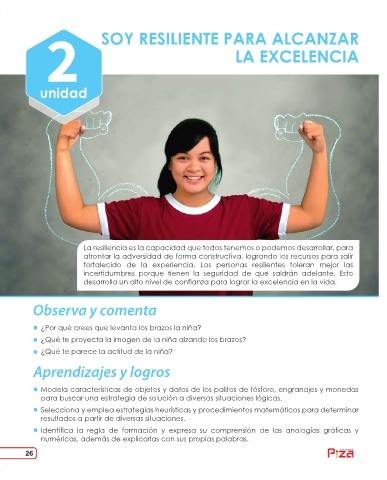 2
unidad
SOY RESILIENTE PARA ALCANZAR
LA EXCELENCIA
La resiliencia es la capacidad que todos tenemos o podemos desarrollar, para
afrontar la adversidad de forma constructiva, logrando los recursos para salir
fortalecido de la experiencia. Las personas resilientes toleran mejor las
incertidumbres porque tienen la seguridad de que saldrán adelante. Esto
desarrolla un alto nivel de confianza para lograr la excelencia en la vida.
Observa y comenta
¿Por qué crees que levanta los brazos la niña?
¿Qué te proyecta la imagen de la niña alzando los brazos?
¿Qué te parece la actitud de la niña?
Aprendizajes y logros
Modela características de objetos y datos de los palitos de fósforo, engranajes y monedas
para buscar una estrategia de solución a diversas situaciones lógicas.
Selecciona y emplea estrategias heurísticas y procedimientos matemáticos para determinar
resultados a partir de diversas situaciones.
Identifica la regla de formación y expresa su comprensión de las analogías gráficas y
numéricas, además de explicarlas con sus propias palabras.
26
Pizá